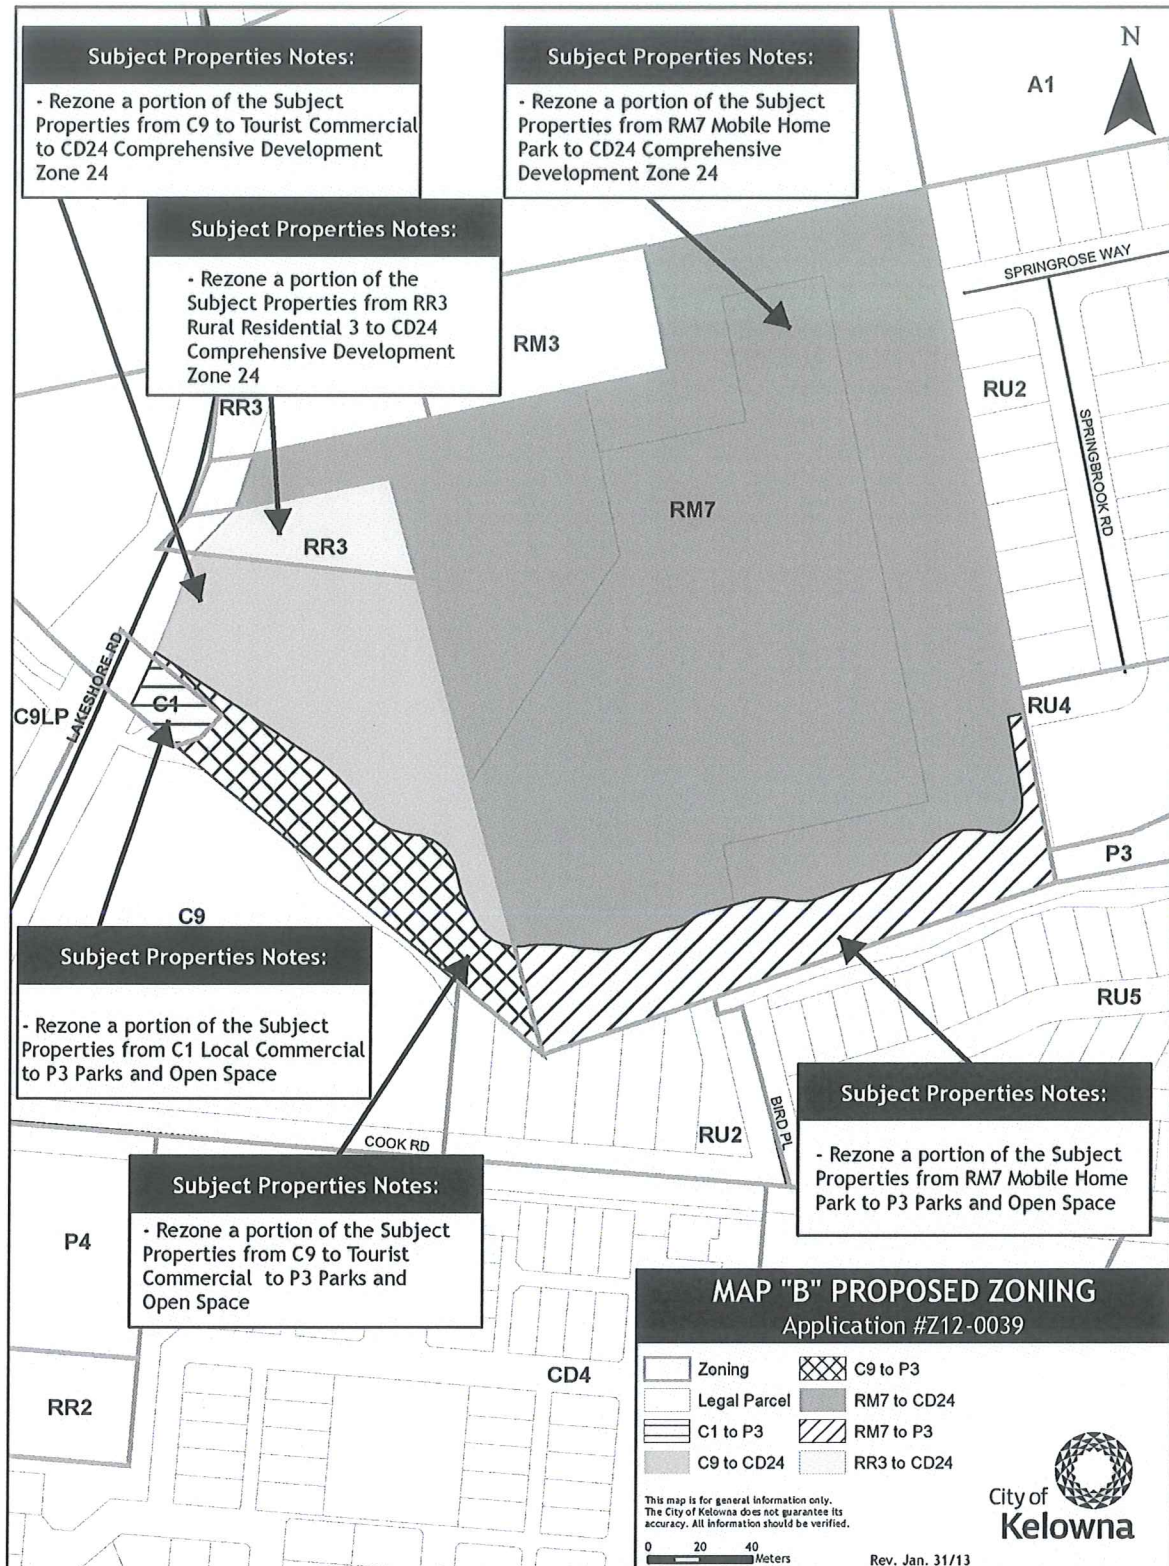 Subject Properties Notes:
- Rezone a portion of the Subject
Properties from C9 to Tourist Commercial
to CD24 Comprehensive Development
Zone 24
Subject Properties Notes:
- Rezone a portion of the Subject
Properties from RM7 Mobile Home
Park to CD24 Comprehensive
Development Zone 24
N
A1
Subject Properties Notes:
- Rezone a portion of the
Subject Properties from RR3
Rural Residential 3 to CD24
Comprehensive Development
Zone 24
SPRINGROSE WAY
RM3
RU2
RR3
SPRINGBROOK RD
RM7
RR3
LAKESHORE RD
C1
C9LP
RU4
P3
C9
Subject Properties Notes:
- Rezone a portion of the Subject
Properties from C1 Local Commercial
to P3 Parks and Open Space
RU5
Subject Properties Notes:
- Rezone a portion of the Subject
Properties from RM7 Mobile Home
Park to P3 Parks and Open Space
BIRD PL
RU2
COOK RD
Subject Properties Notes:
- Rezone a portion of the Subject
Properties from C9 to Tourist
Commercial to P3 Parks and
Open Space
P4
CD4
RR2
MAP "B" PROPOSED ZONING
Application #Z12-0039
Zoning
Legal Parcel
C1 to P3
C9 to CD24
C9 to P3
RM7 to CD24
RM7 to P3
RR3 to CD24
This map is for general information only.
The City of Kelowna does not guarantee its
accuracy. All information should be verified.
0 20 40
Meters
Rev. Jan. 31/13
City of
Kelowna